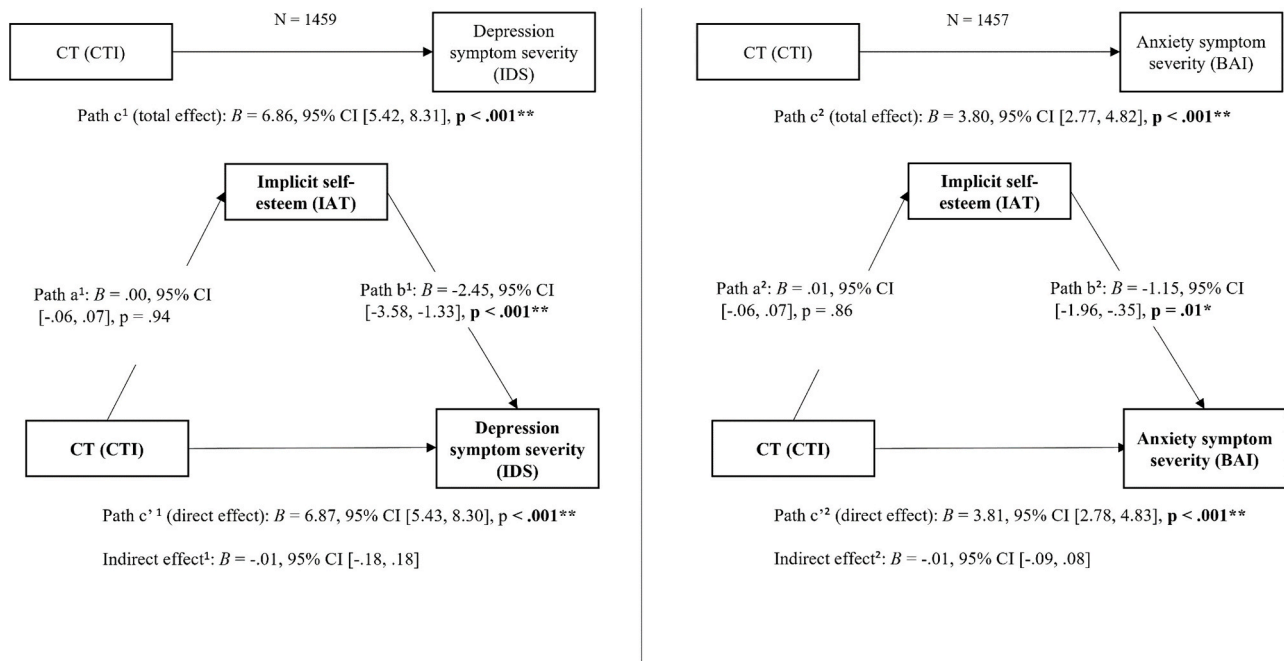 N = 1459
CT (CTI)
Depression
symptom severity
(IDS)
Path c¹ (total effect): B = 6.86, 95% CI [5.42, 8.31], p < .001**
Implicit self-
esteem (IAT)
Path a¹: B = .00, 95% CI
[-.06, .07], p = .94
Path b¹: B = -2.45, 95% CI
[-3.58, -1.33], p < .001**
CT (CTI)
Depression
symptom severity
(IDS)
Path c’ ¹ (direct effect): B = 6.87, 95% CI [5.43, 8.30], p < .001**
Indirect effect¹: B = -.01, 95% CI [-.18, .18]
N = 1457
CT (CTI)
Anxiety symptom
severity (BAI)
Path c² (total effect): B = 3.80, 95% CI [2.77, 4.82], p < .001**
Implicit self-
esteem (IAT)
Path a²: B = .01, 95% CI
[-.06, .07], p = .86
Path b²: B = -1.15, 95% CI
[-1.96, -.35], p = .01*
CT (CTI)
Anxiety symptom
severity (BAI)
Path c’² (direct effect): B = 3.81, 95% CI [2.78, 4.83], p < .001**
Indirect effect²: B = -.01, 95% CI [-.09, .08]